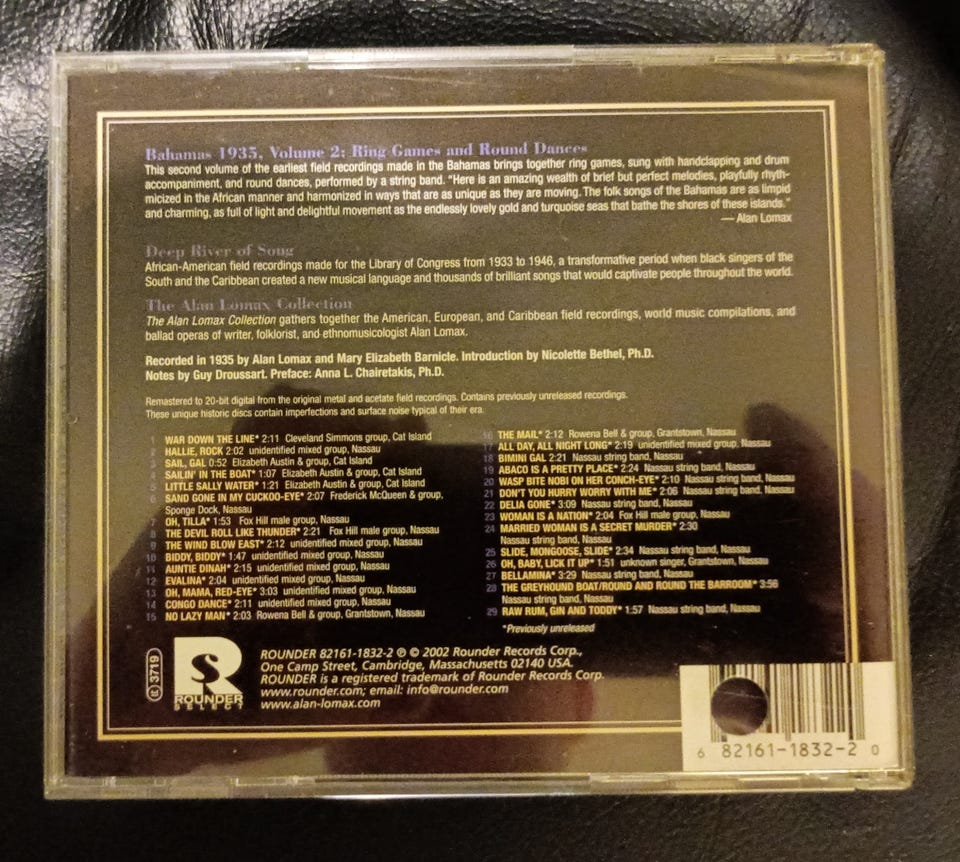 Bahamas 1935, Volume 2: Ring Games and Round Dances
This second volume of the earliest field recordings made in the Bahamas brings together ring games, sung with handclapping and drum
accompaniment, and round dances, performed by a string band. "Here is an amazing wealth of brief but perfect melodies, playfully rhyth-
micized in the African manner and harmonized in ways that are as unique as they are moving. The folk songs of the Bahamas are as limpid
and charming, as full of light and delightful movement as the endlessly lovely gold and turquoise seas that bathe the shores of these islands."
— Alan Lomax
Deep River of Song
African-American field recordings made for the Library of Congress from 1933 to 1946, a transformative period when black singers of the
South and the Caribbean created a new musical language and thousands of brilliant songs that would captivate people throughout the world.
The Alan Lomax Collection
The Alan Lomax Collection gathers together the American, European, and Caribbean field recordings, world music compilations, and
ballad operas of writer, folklorist, and ethnomusicologist Alan Lomax.
Recorded in 1935 by Alan Lomax and Mary Elizabeth Barnicle. Introduction by Nicolette Bethel, Ph.D.
Notes by Guy Droussart. Preface: Anna L. Chairetakis, Ph.D.
Remastered to 20-bit digital from the original metal and acetate field recordings. Contains previously unreleased recordings.
These unique historic discs contain imperfections and surface noise typical of their era.
1 WAR DOWN THE LINE* 2:11 Cleveland Simmons group, Cat Island
2 HALLIE, ROCK 2:02 unidentified mixed group, Nassau
3 SAIL, GAL 0:52 Elizabeth Austin & group, Cat Island
4 SAILIN' IN THE BOAT* 1:07 Elizabeth Austin & group, Cat Island
5 LITTLE SALLY WATER* 1:21 Elizabeth Austin & group, Cat Island
6 SAND GONE IN MY CUCKOO-EYE* 2:07 Frederick McQueen & group,
Sponge Dock, Nassau
7 OH, TILLA* 1:53 Fox Hill male group, Nassau
8 THE DEVIL ROLL LIKE THUNDER* 2:21 Fox Hill male group, Nassau
9 THE WIND BLOW EAST* 2:12 unidentified mixed group, Nassau
10 BIDDY, BIDDY* 1:47 unidentified mixed group, Nassau
11 AUNTIE DINAH* 2:15 unidentified mixed group, Nassau
12 EVALINA* 2:04 unidentified mixed group, Nassau
13 OH, MAMA, RED-EYE* 3:03 unidentified mixed group, Nassau
14 CONGO DANCE* 2:11 unidentified mixed group, Nassau
15 NO LAZY MAN* 2:03 Rowena Bell & group, Grantstown, Nassau
16 THE MAIL* 2:12 Rowena Bell & group, Grantstown, Nassau
17 ALL DAY, ALL NIGHT LONG* 2:19 unidentified mixed group, Nassau
18 BIMINI GAL 2:21 Nassau string band, Nassau
19 ABACO IS A PRETTY PLACE* 2:24 Nassau string band, Nassau
20 WASP BITE NOBI ON HER CONCH-EYE* 2:10 Nassau string band, Nassau
21 DON'T YOU HURRY WORRY WITH ME* 2:06 Nassau string band, Nassau
22 DELIA GONE* 3:09 Nassau string band, Nassau
23 WOMAN IS A NATION* 2:04 Fox Hill male group, Nassau
24 MARRIED WOMAN IS A SECRET MURDER* 2:30
Nassau string band, Nassau
25 SLIDE, MONGOOSE, SLIDE* 2:34 Nassau string band, Nassau
26 OH, BABY, LICK IT UP* 1:51 unknown singer, Grantstown, Nassau
27 BELLAMINA* 3:29 Nassau string band, Nassau
28 THE GREYHOUND BOAT/ROUND AND ROUND THE BARROOM* 3:56
Nassau string band, Nassau
29 RAW RUM, GIN AND TODDY* 1:57 Nassau string band, Nassau
*Previously unreleased
LC 3719
R
ROUNDER
SELECT
ROUNDER 82161-1832-2 ℗ © 2002 Rounder Records Corp.,
One Camp Street, Cambridge, Massachusetts 02140 USA.
ROUNDER is a registered trademark of Rounder Records Corp.
www.rounder.com; email: info@rounder.com
www.alan-lomax.com
6 82161-1832-2 0